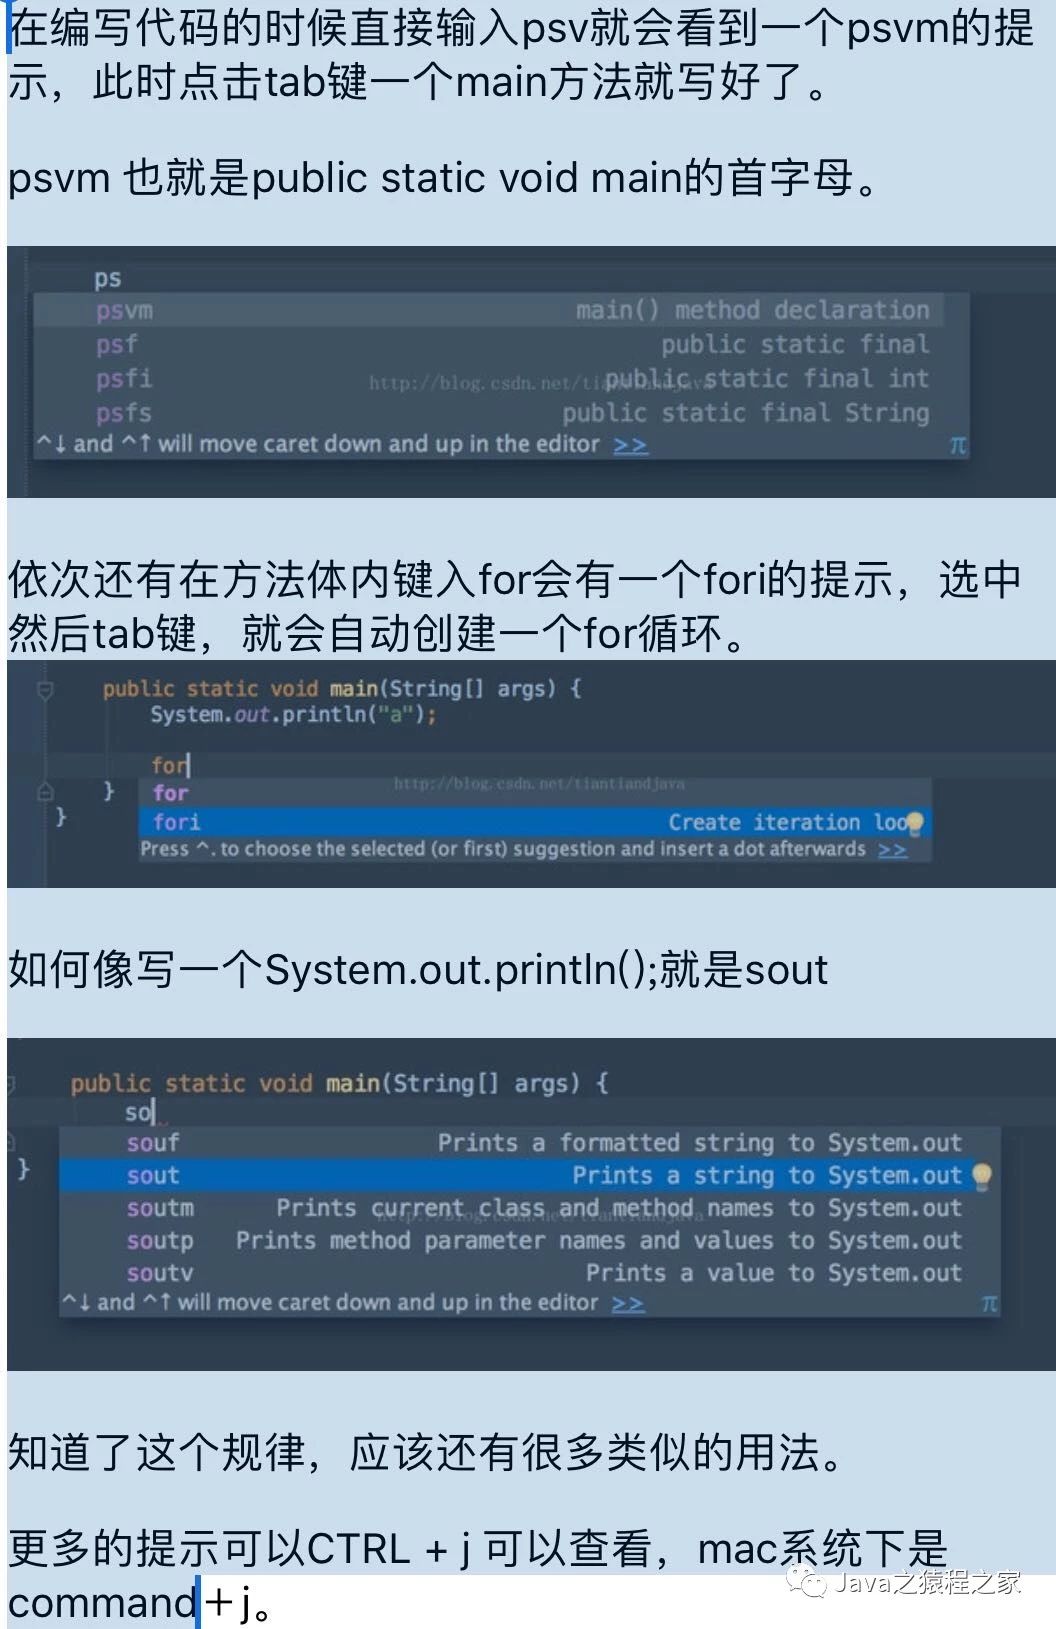 在编写代码的时候直接输入psv就会看到一个psvm的提
示，此时点击tab键一个main方法就写好了。
psvm 也就是public static void main的首字母。
ps
psvm main() method declaration
psf public static final
psfi public static final int
http://blog.csdn.net/tiantiandjava
psfs public static final String
^↓ and ^↑ will move caret down and up in the editor >> π
依次还有在方法体内键入for会有一个fori的提示，选中
然后tab键，就会自动创建一个for循环。
public static void main(String[] args) {
System.out.println("a");
for
http://blog.csdn.net/tiantiandjava
} for
} fori Create iteration loo
Press ^. to choose the selected (or first) suggestion and insert a dot afterwards >>
如何像写一个System.out.println();就是sout
public static void main(String[] args) {
so
souf Prints a formatted string to System.out
} sout Prints a string to System.out
soutm Prints current class and method names to System.out
http://blog.csdn.net/tiantiandjava
soutp Prints method parameter names and values to System.out
soutv Prints a value to System.out
^↓ and ^↑ will move caret down and up in the editor >> π
知道了这个规律，应该还有很多类似的用法。
更多的提示可以CTRL + j 可以查看，mac系统下是
command＋j。
Java之猿程之家